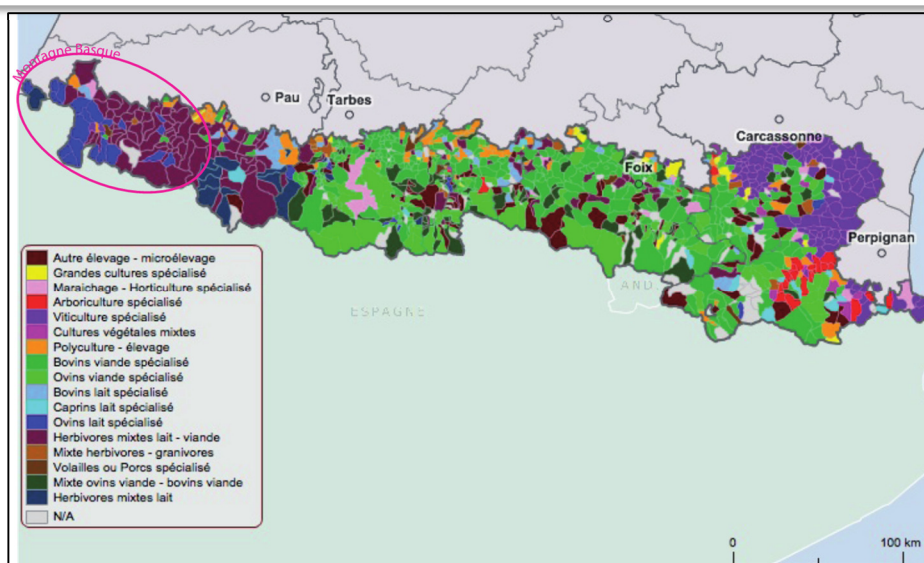 Montagne Basque
Pau
Tarbes
Carcassonne
Foix
Perpignan
AND.
ESPAGNE
Autre élevage - microélevage
Grandes cultures spécialisé
Maraichage - Horticulture spécialisé
Arboriculture spécialisé
Viticulture spécialisé
Cultures végétales mixtes
Polyculture - élevage
Bovins viande spécialisé
Ovins viande spécialisé
Bovins lait spécialisé
Caprins lait spécialisé
Ovins lait spécialisé
Herbivores mixtes lait - viande
Mixte herbivores - granivores
Volailles ou Porcs spécialisé
Mixte ovins viande - bovins viande
Herbivores mixtes lait
N/A
0
100 km